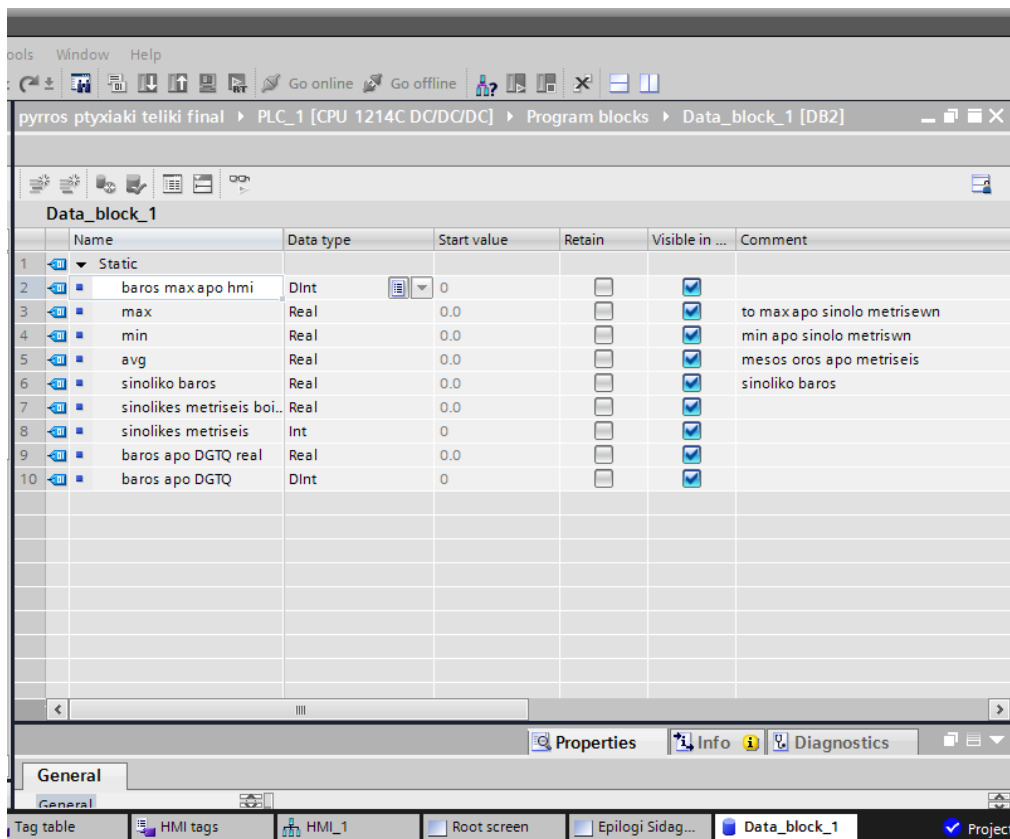 ools Window Help
RT Go online Go offline
pyrros ptyxiaki teliki final PLC_1 [CPU 1214C DC/DC/DC] Program blocks Data_block_1 [DB2]
Data_block_1
Name Data type Start value Retain Visible in ... Comment
1 Static
2 baros max apo hmi DInt 0
3 max Real 0.0 to max apo sinolo metrisewn
4 min Real 0.0 min apo sinolo metriswn
5 avg Real 0.0 mesos oros apo metriseis
6 sinoliko baros Real 0.0 sinoliko baros
7 sinolikes metriseis boi... Real 0.0
8 sinolikes metriseis Int 0
9 baros apo DGTQ real Real 0.0
10 baros apo DGTQ DInt 0
Properties Info Diagnostics
General
General
Tag table HMI tags HMI_1 Root screen Epilogi Sidag... Data_block_1 Project